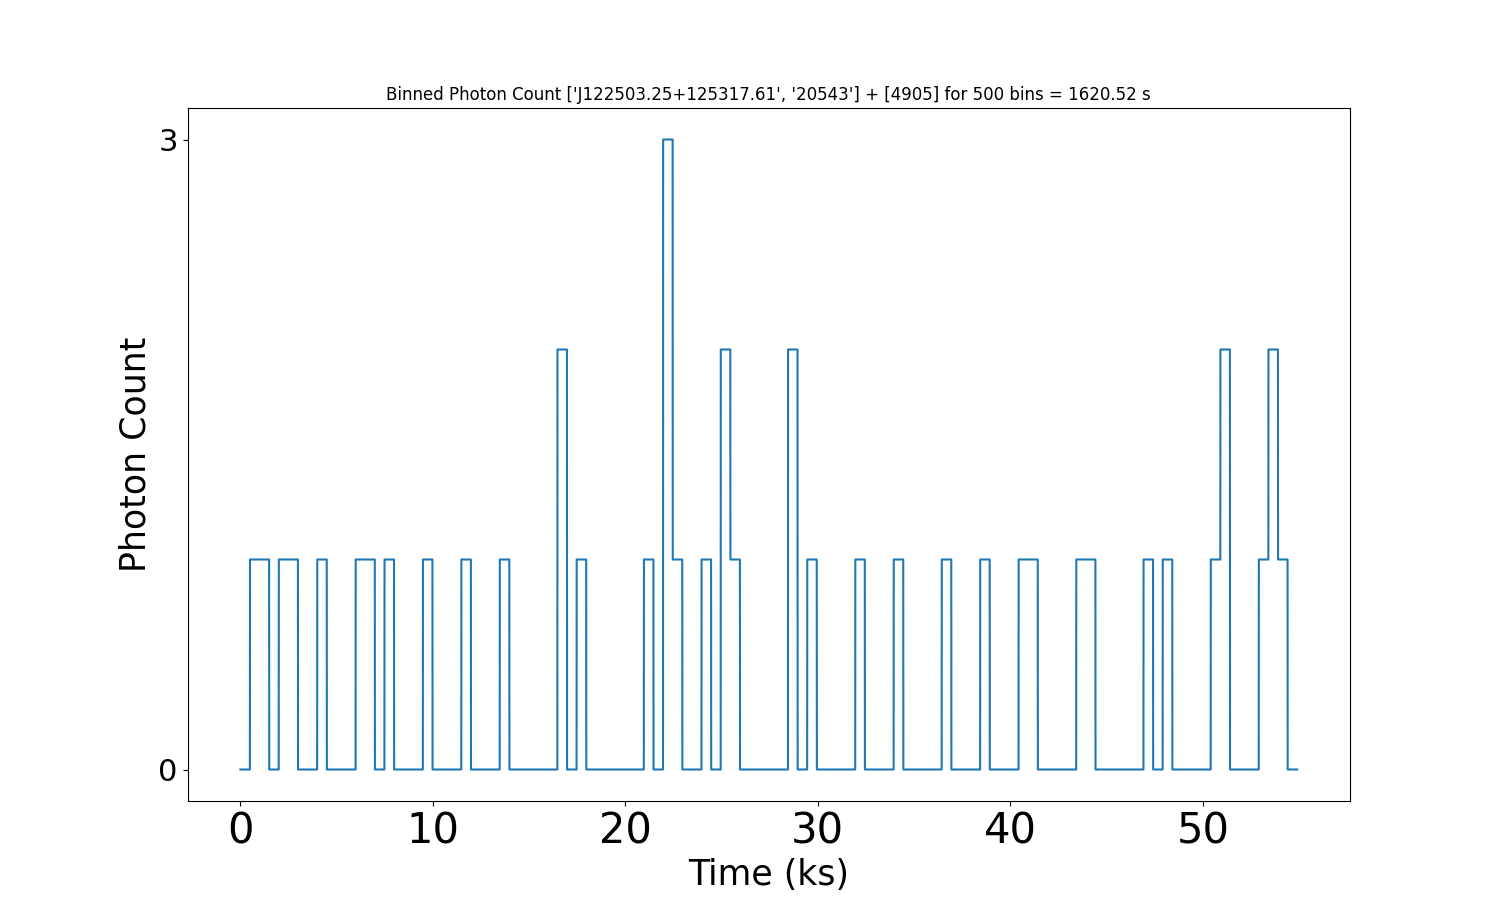 Binned Photon Count ['J122503.25+125317.61', '20543'] + [4905] for 500 bins = 1620.52 s
3
Photon Count
0
0 10 20 30 40 50
Time (ks)